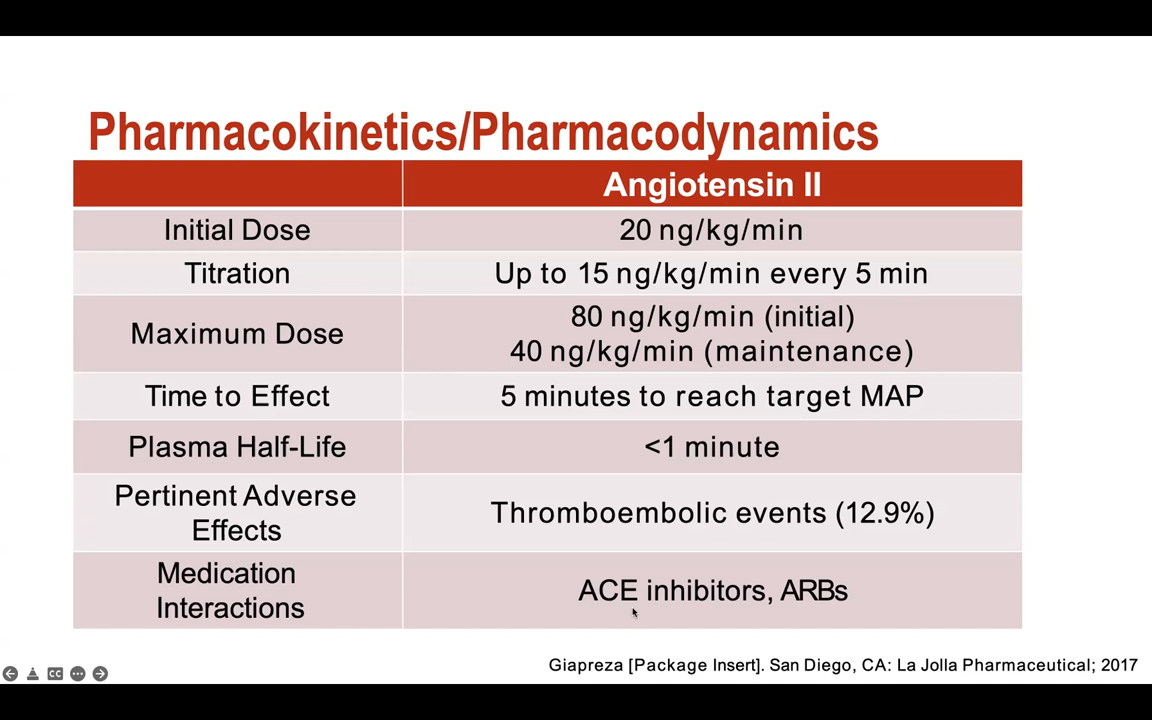 Pharmacokinetics/Pharmacodynamics
Angiotensin II
Initial Dose
20 ng/kg/min
Titration
Up to 15 ng/kg/min every 5 min
Maximum Dose
80 ng/kg/min (initial)
40 ng/kg/min (maintenance)
Time to Effect
5 minutes to reach target MAP
Plasma Half-Life
<1 minute
Pertinent Adverse
Effects
Thromboembolic events (12.9%)
Medication
Interactions
ACE inhibitors, ARBs
Giapreza [Package Insert]. San Diego, CA: La Jolla Pharmaceutical; 2017
CC